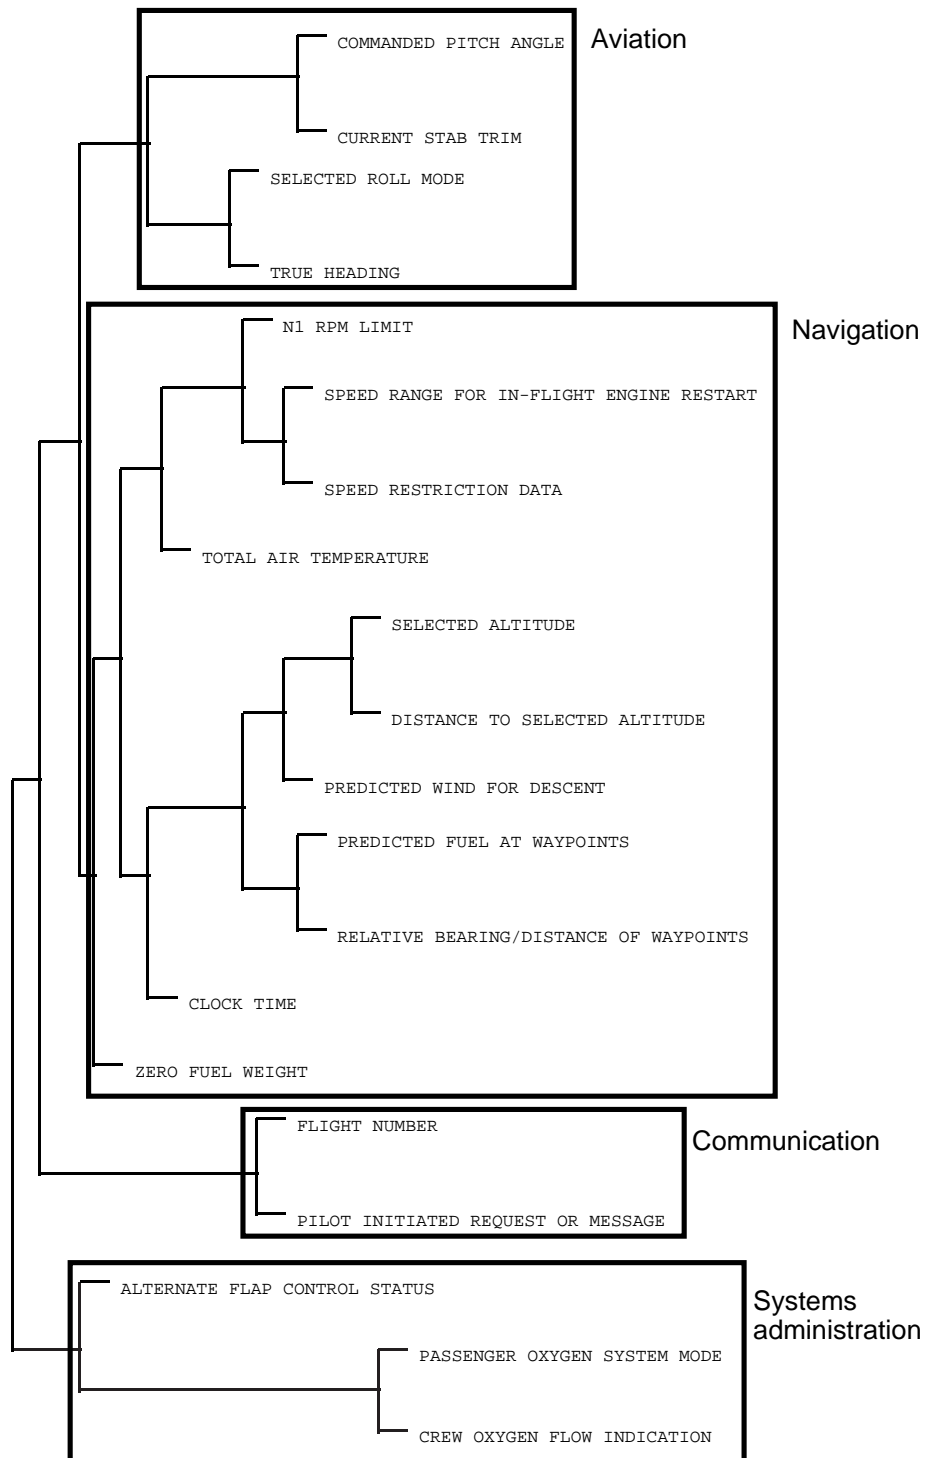 COMMANDED PITCH ANGLE
Aviation
CURRENT STAB TRIM
SELECTED ROLL MODE
TRUE HEADING
N1 RPM LIMIT
Navigation
SPEED RANGE FOR IN-FLIGHT ENGINE RESTART
SPEED RESTRICTION DATA
TOTAL AIR TEMPERATURE
SELECTED ALTITUDE
DISTANCE TO SELECTED ALTITUDE
PREDICTED WIND FOR DESCENT
PREDICTED FUEL AT WAYPOINTS
RELATIVE BEARING/DISTANCE OF WAYPOINTS
CLOCK TIME
ZERO FUEL WEIGHT
FLIGHT NUMBER
Communication
PILOT INITIATED REQUEST OR MESSAGE
ALTERNATE FLAP CONTROL STATUS
Systems
administration
PASSENGER OXYGEN SYSTEM MODE
CREW OXYGEN FLOW INDICATION